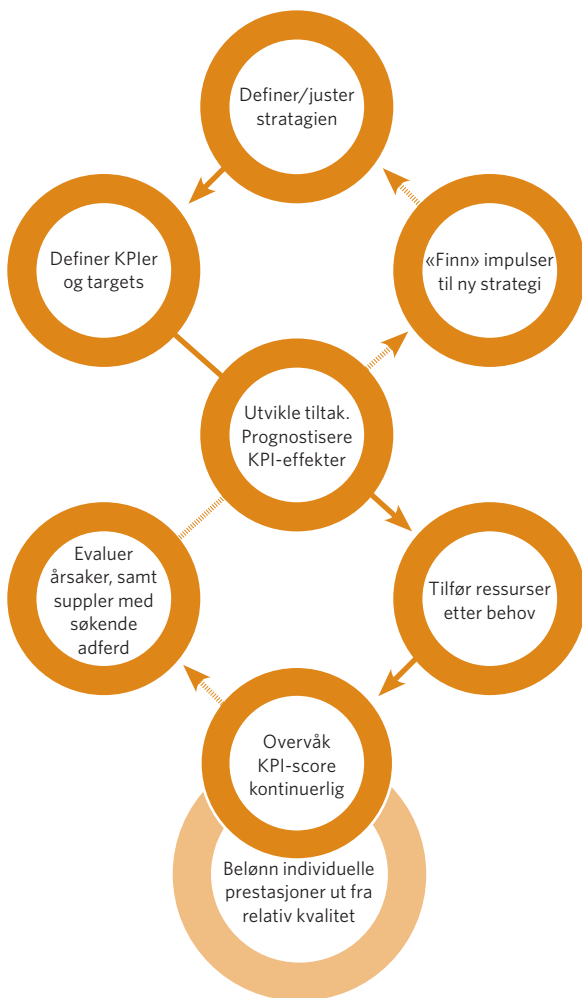 Definer/juster
stratagien
Definer KPIer
og targets
«Finn» impulser
til ny strategi
Utvikle tiltak.
Prognostisere
KPI-effekter
Evaluer
årsaker, samt
suppler med
søkende
adferd
Tilfør ressurser
etter behov
Overvåk
KPI-score
kontinuerlig
Belønn individuelle
prestasjoner ut fra
relativ kvalitet